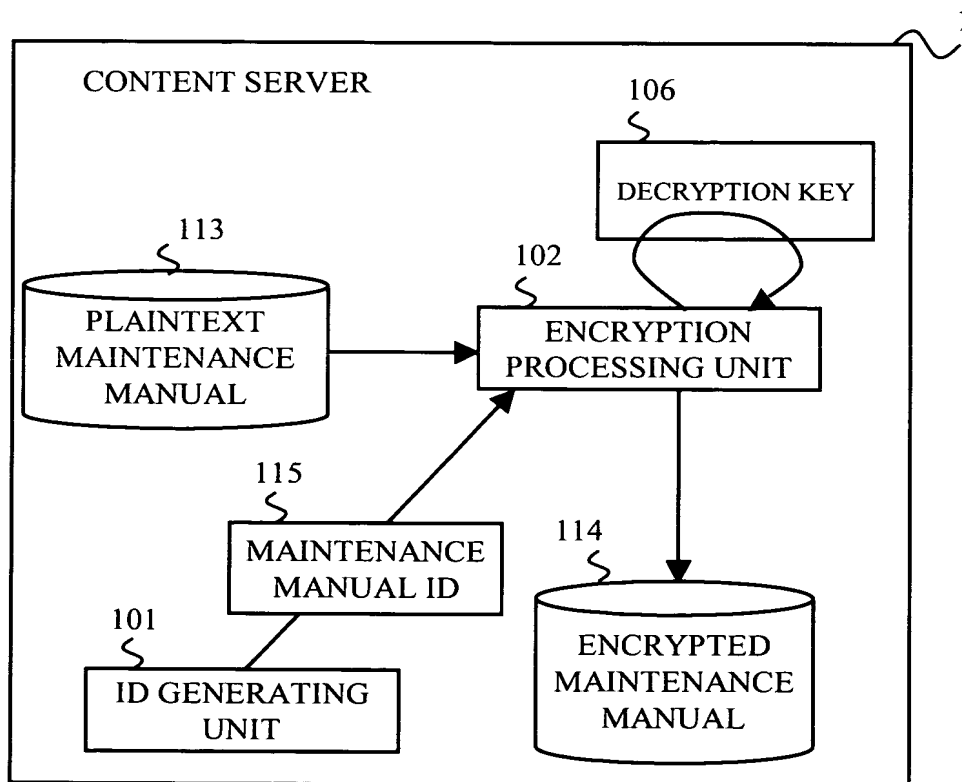 CONTENT SERVER
106
DECRYPTION KEY
113
102
PLAINTEXT
MAINTENANCE
MANUAL
ENCRYPTION
PROCESSING UNIT
115
MAINTENANCE
MANUAL ID
114
101
ID GENERATING
UNIT
ENCRYPTED
MAINTENANCE
MANUAL